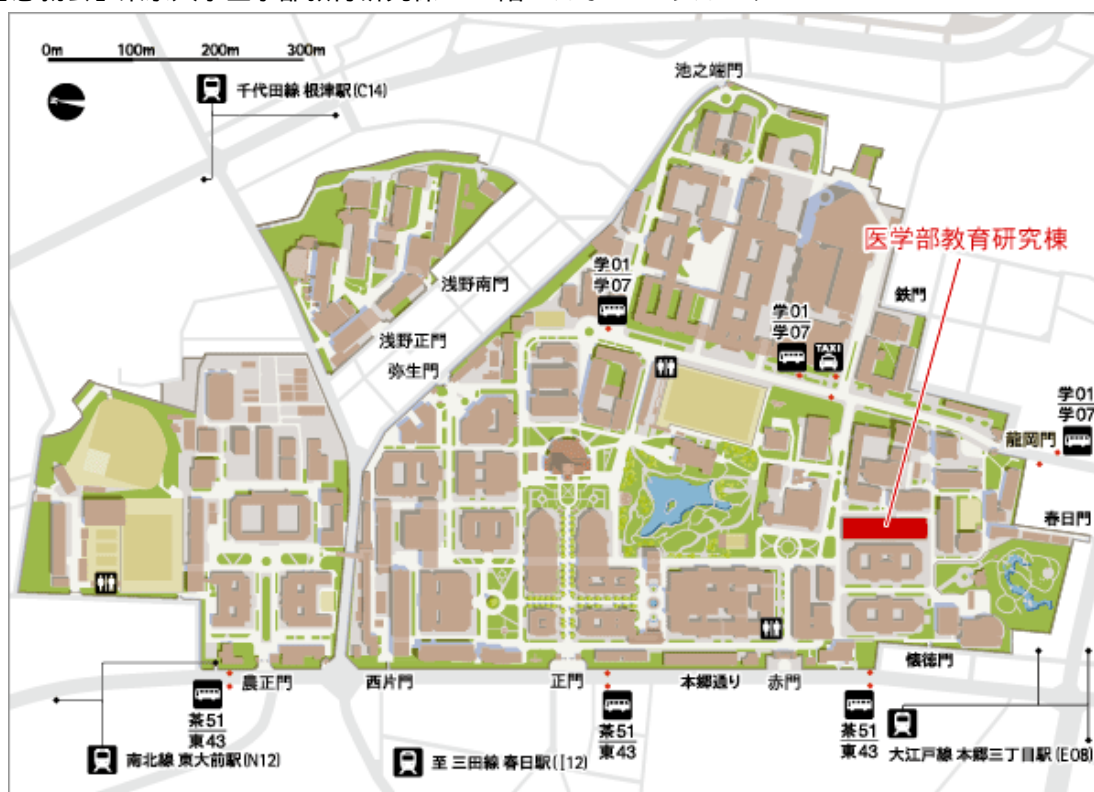 0m 100m 200m 300m
池之端門
千代田線 根津駅(C14)
医学部教育研究棟
学01
学07
浅野南門
鉄門
学01
学07
TAXI
浅野正門
弥生門
学01
学07
龍岡門
春日門
懐徳門
農正門
西片門
正門
本郷通り
赤門
茶51
東43
茶51
東43
茶51
東43
南北線 東大前駅(N12)
至 三田線 春日駅(I12)
大江戸線 本郷三丁目駅(E08)